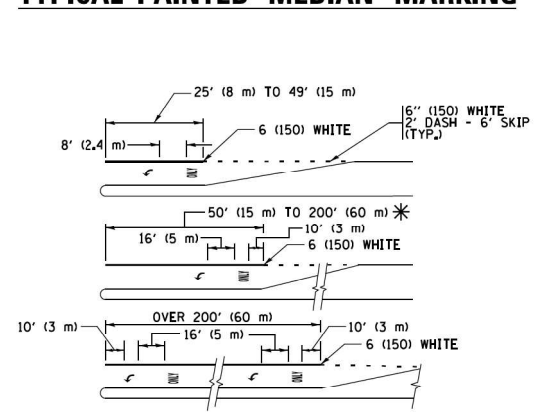 TYPICAL PAINTED MEDIAN MARKING
25' (8 m) TO 49' (15 m)
6" (150) WHITE
2' DASH - 6' SKIP
(TYP.)
6 (150) WHITE
8' (2.4 m)
ONLY
50' (15 m) TO 200' (60 m) *
10' (3 m)
16' (5 m)
6 (150) WHITE
ONLY
OVER 200' (60 m)
10' (3 m)
10' (3 m)
16' (5 m)
6 (150) WHITE
ONLY
ONLY